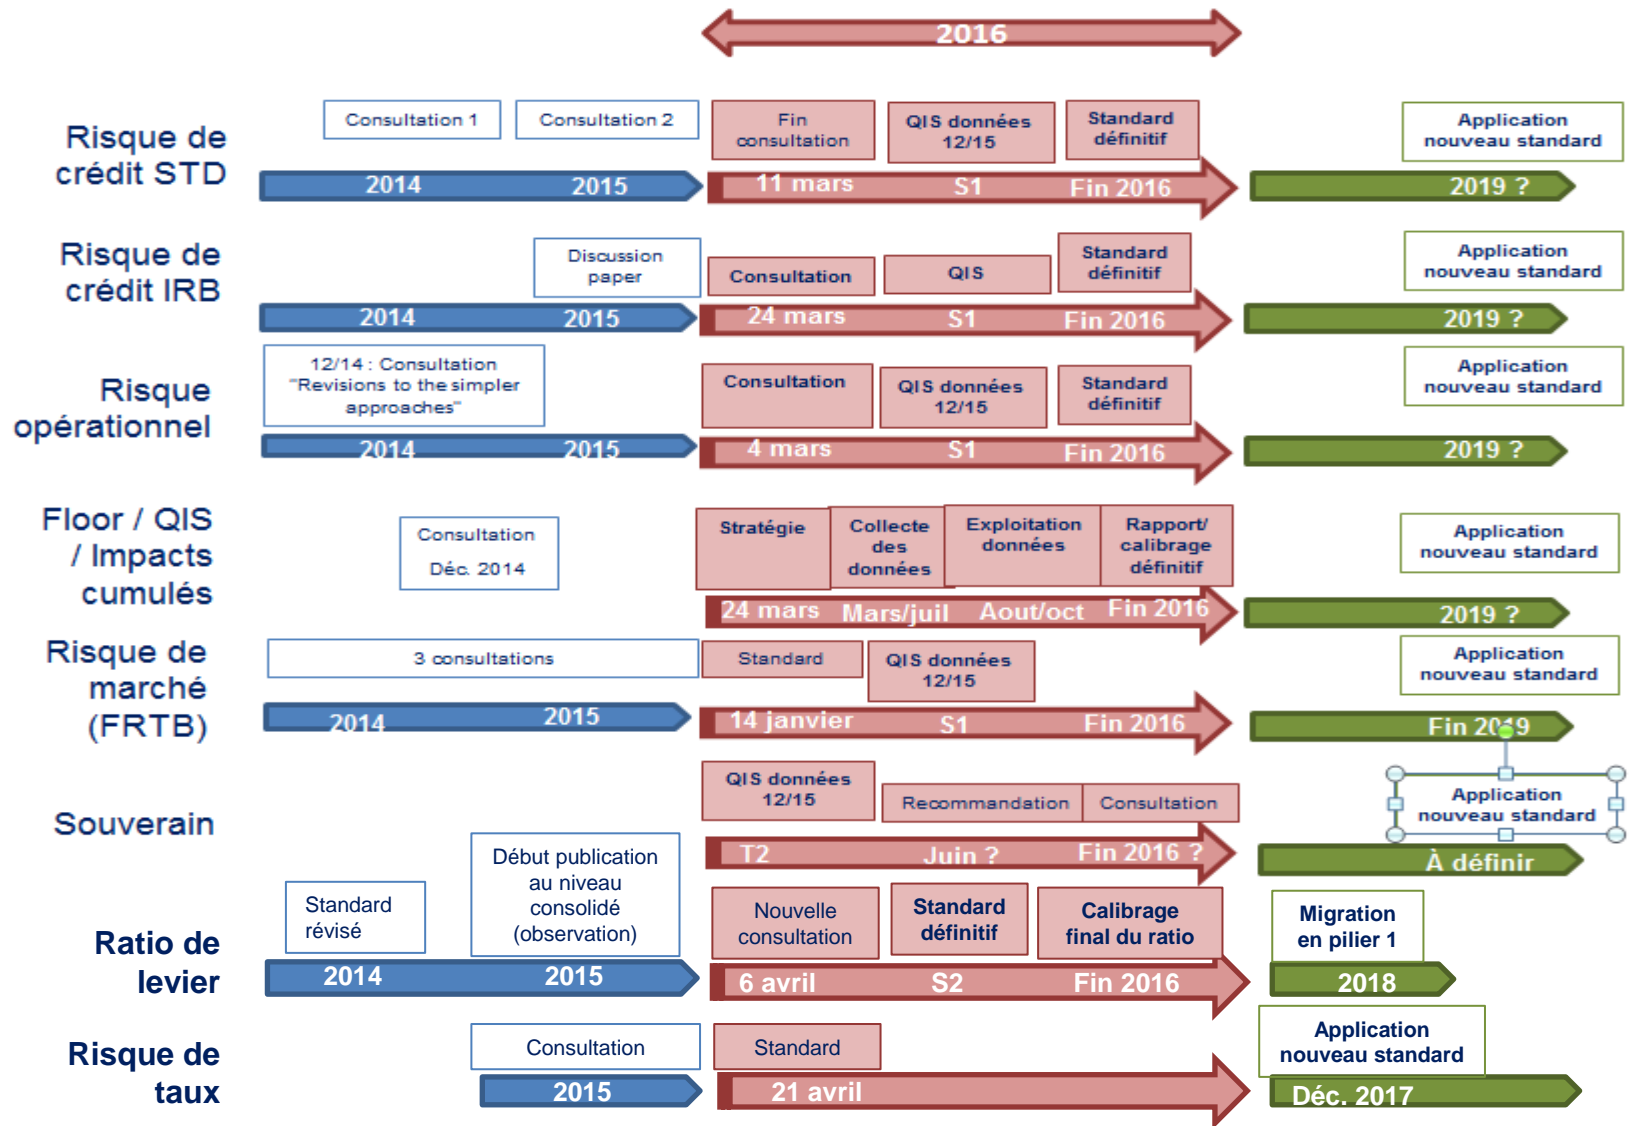 2016
Risque de
crédit STD
Consultation 1
Consultation 2
Fin
consultation
QIS données
12/15
Standard
définitif
Application
nouveau standard
2014
2015
11 mars
S1
Fin 2016
2019 ?
Risque de
crédit IRB
Discussion
paper
Consultation
QIS
Standard
définitif
Application
nouveau standard
2014
2015
24 mars
S1
Fin 2016
2019 ?
Risque
opérationnel
12/14 : Consultation
"Revisions to the simpler
approaches"
Consultation
QIS données
12/15
Standard
définitif
Application
nouveau standard
2014
2015
4 mars
S1
Fin 2016
2019 ?
Floor / QIS
/ Impacts
cumulés
Consultation
Déc. 2014
Stratégie
Collecte
des
données
Exploitation
données
Rapport/
calibrage
définitif
Application
nouveau standard
24 mars
Mars/juil
Aout/oct
Fin 2016
2019 ?
Risque de
marché
(FRTB)
3 consultations
Standard
QIS données
12/15
Application
nouveau standard
2014
2015
14 janvier
S1
Fin 2016
Fin 2019
Souverain
QIS données
12/15
Recommandation
Consultation
Application
nouveau standard
T2
Juin ?
Fin 2016 ?
À définir
Ratio de
levier
Standard
révisé
Début publication
au niveau
consolidé
(observation)
Nouvelle
consultation
Standard
définitif
Calibrage
final du ratio
Migration
en pilier 1
2014
2015
6 avril
S2
Fin 2016
2018
Risque de
taux
Consultation
Standard
Application
nouveau standard
2015
21 avril
Déc. 2017